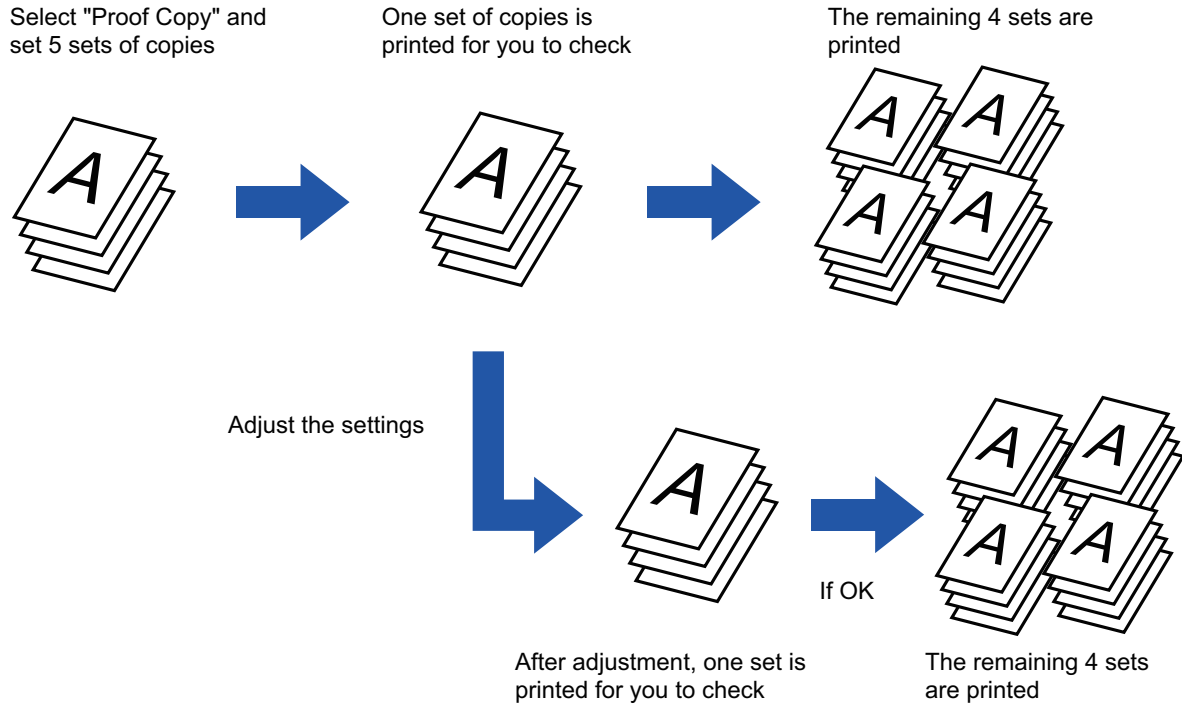 Select "Proof Copy" and
set 5 sets of copies
One set of copies is
printed for you to check
The remaining 4 sets are
printed
A
A
A
A
A
A
Adjust the settings
A
A
A
A
A
If OK
After adjustment, one set is
printed for you to check
The remaining 4 sets
are printed